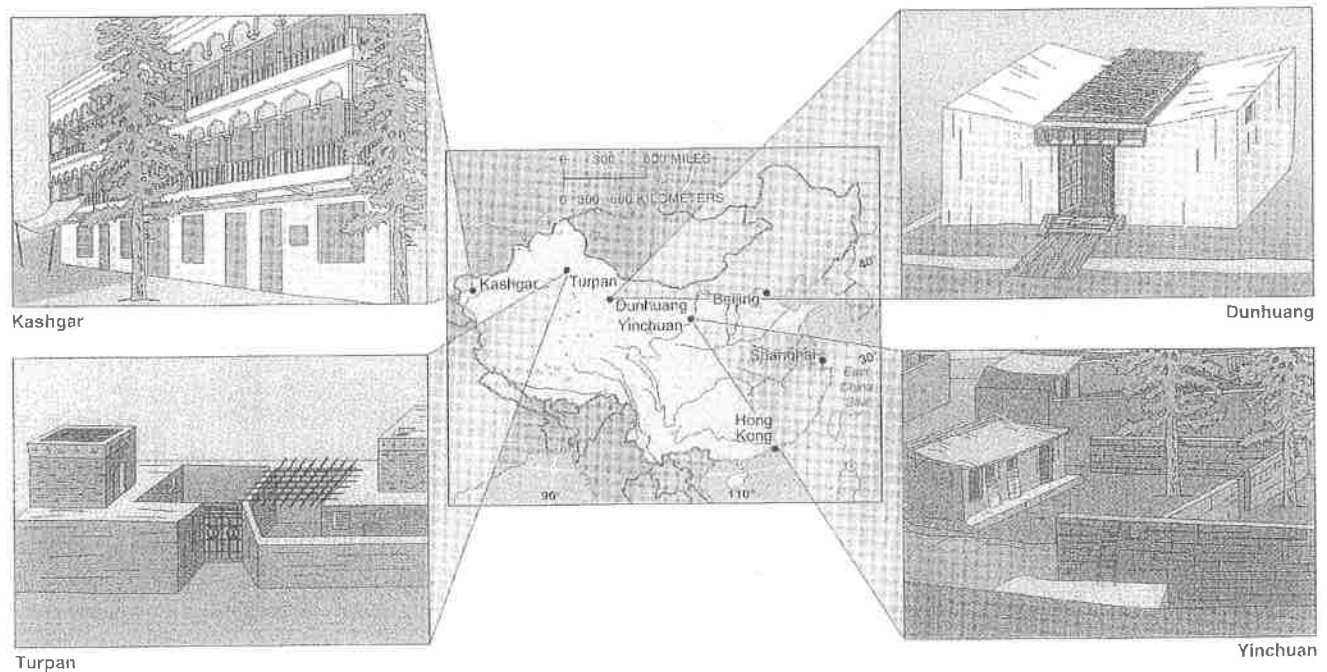 Kashgar
Dunhuang
Turpan
Yinchuan
0 300 600 MILES
0 300 600 KILOMETERS
Kashgar
Turpan
Dunhuang
Yinchuan
Beijing
Shanghai
East
China
Sea
Hong
Kong
40°
30°
90°
110°